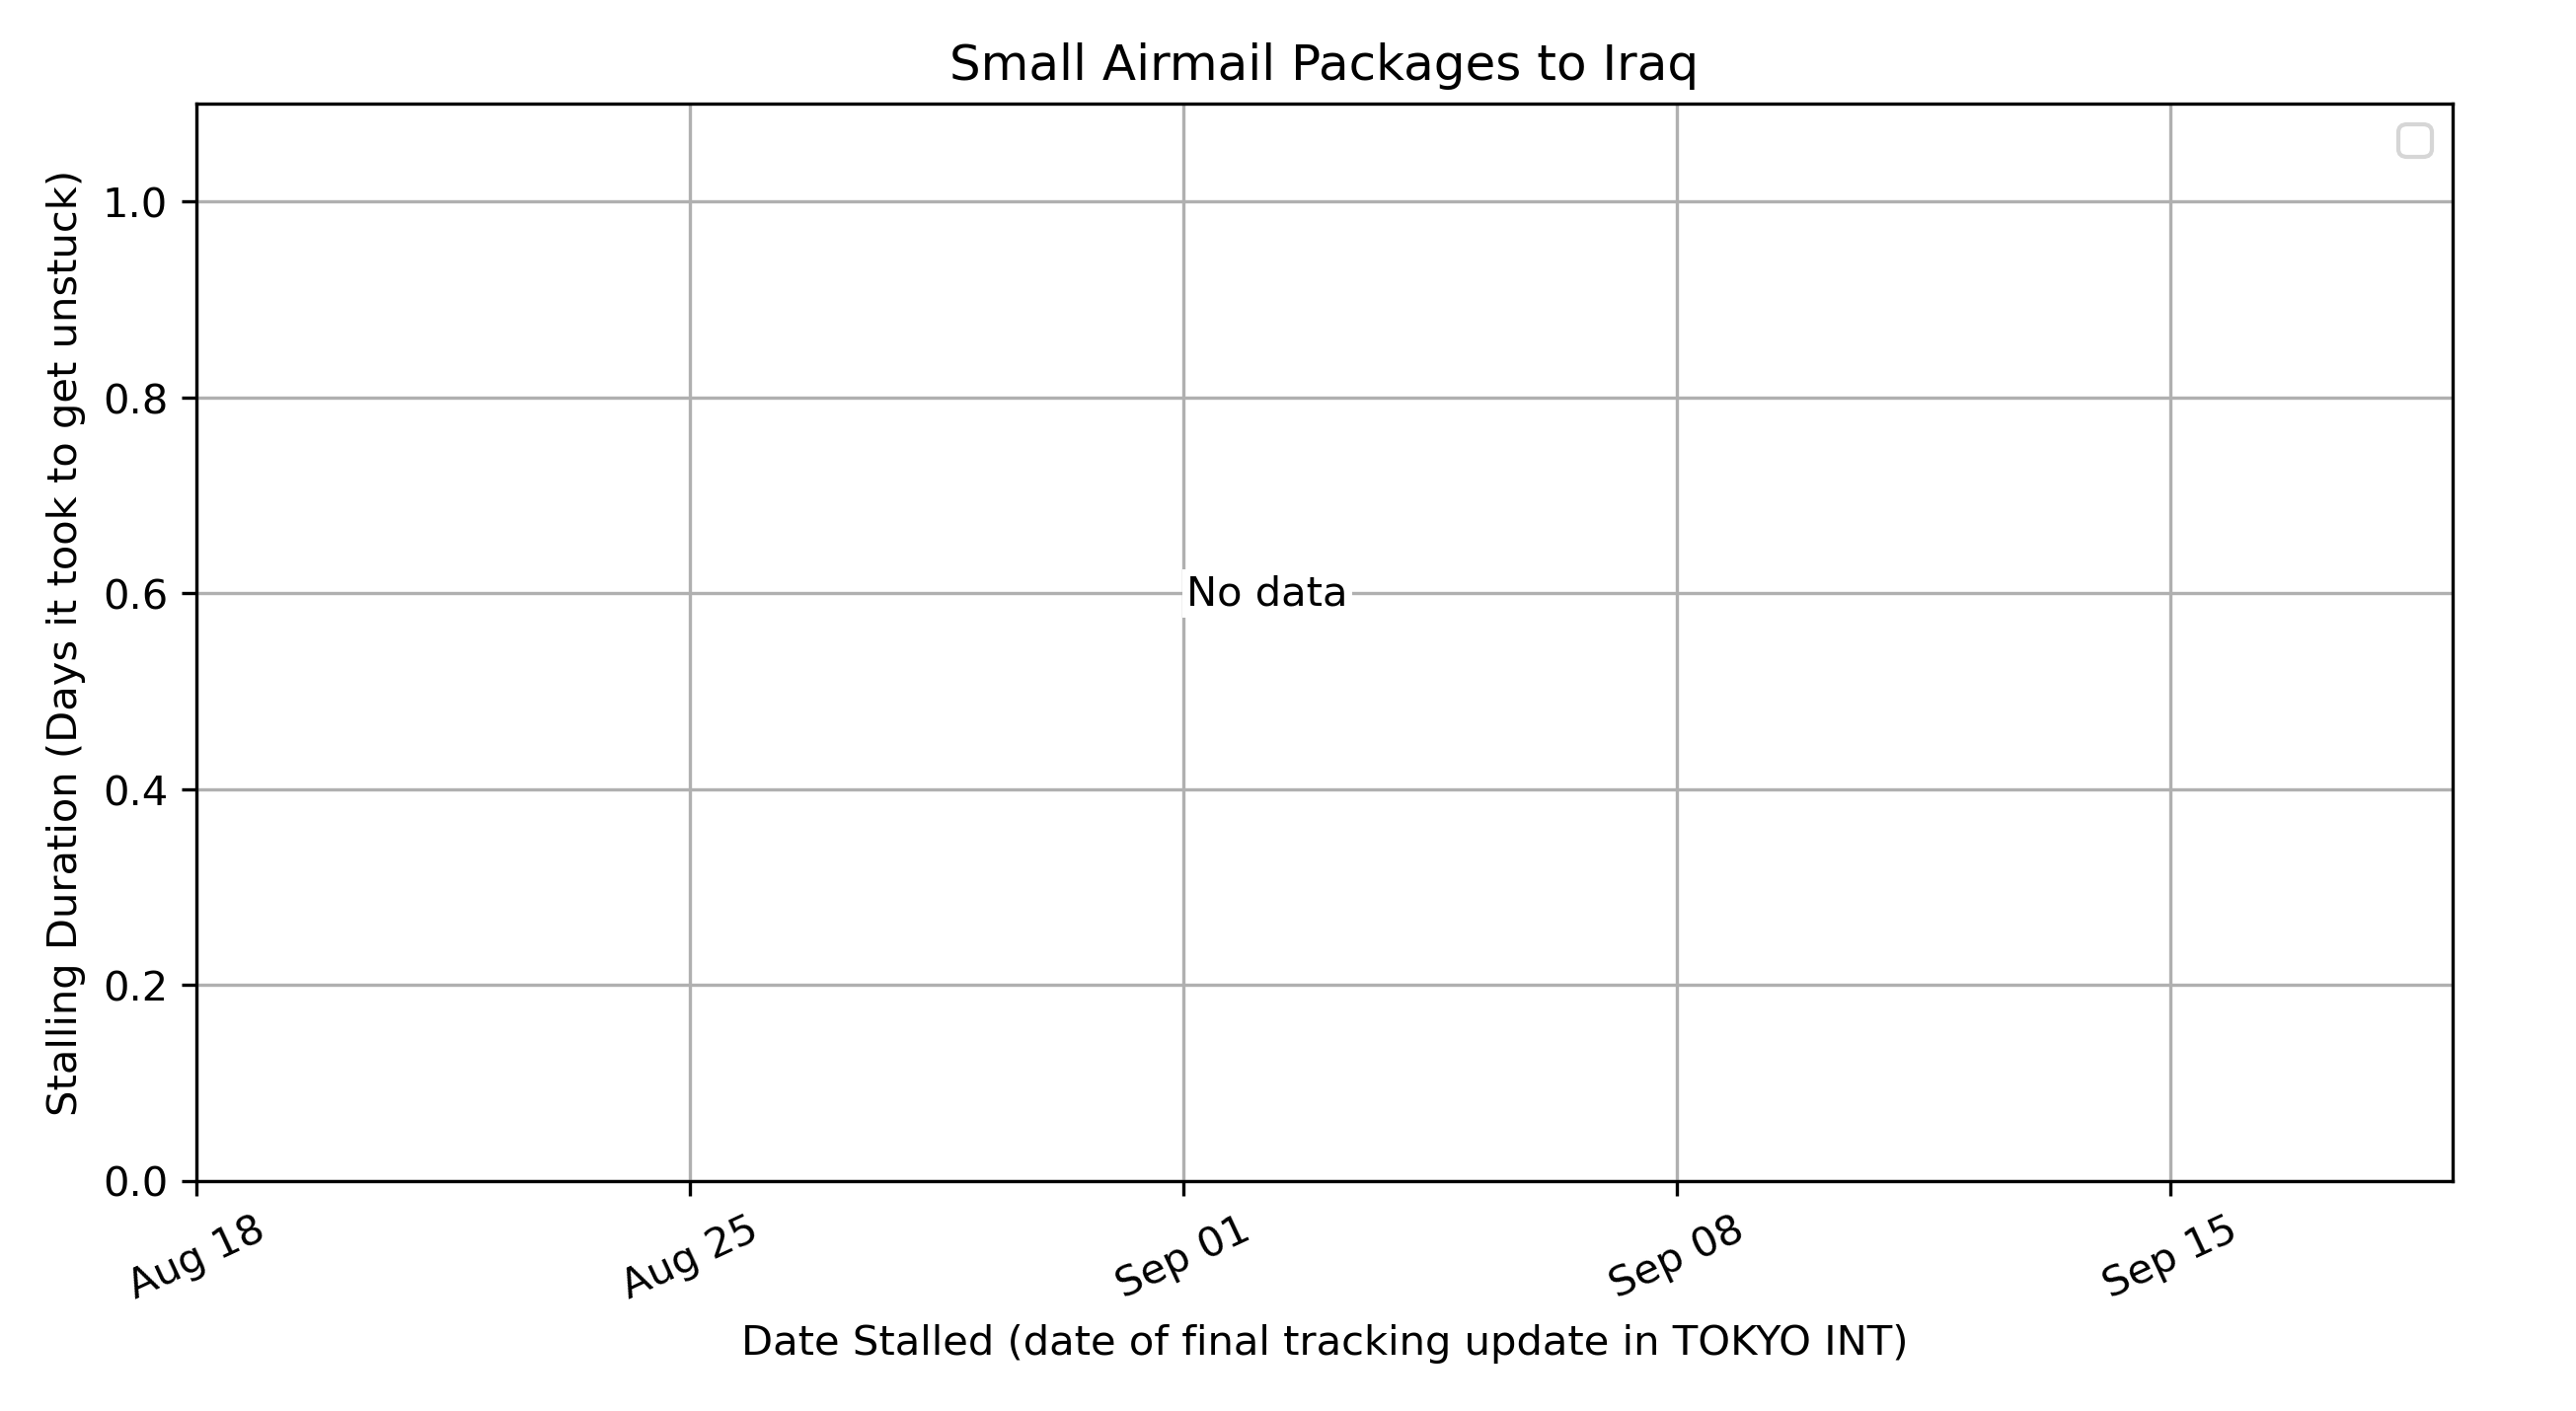 Small Airmail Packages to Iraq
Stalling Duration (Days it took to get unstuck)
1.0
0.8
0.6
0.4
0.2
0.0
No data
Aug 18
Aug 25
Sep 01
Sep 08
Sep 15
Date Stalled (date of final tracking update in TOKYO INT)